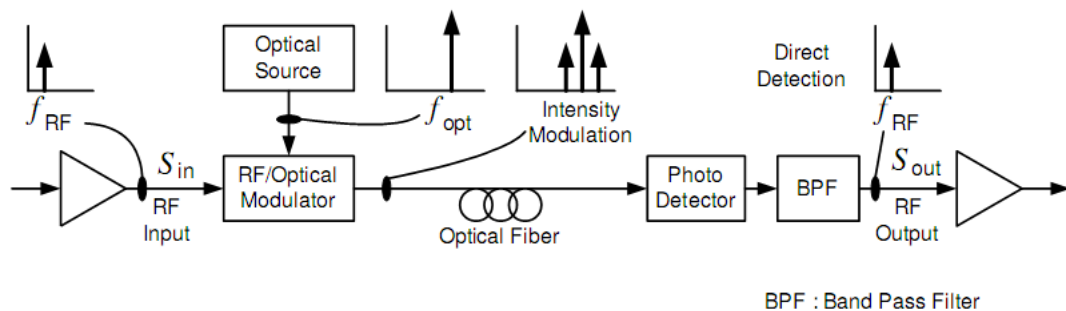 Optical
Source
Direct
Detection
f RF
f opt
Intensity
Modulation
f RF
S in
RF
Input
RF/Optical
Modulator
Optical Fiber
Photo
Detector
BPF
S out
RF
Output
BPF : Band Pass Filter